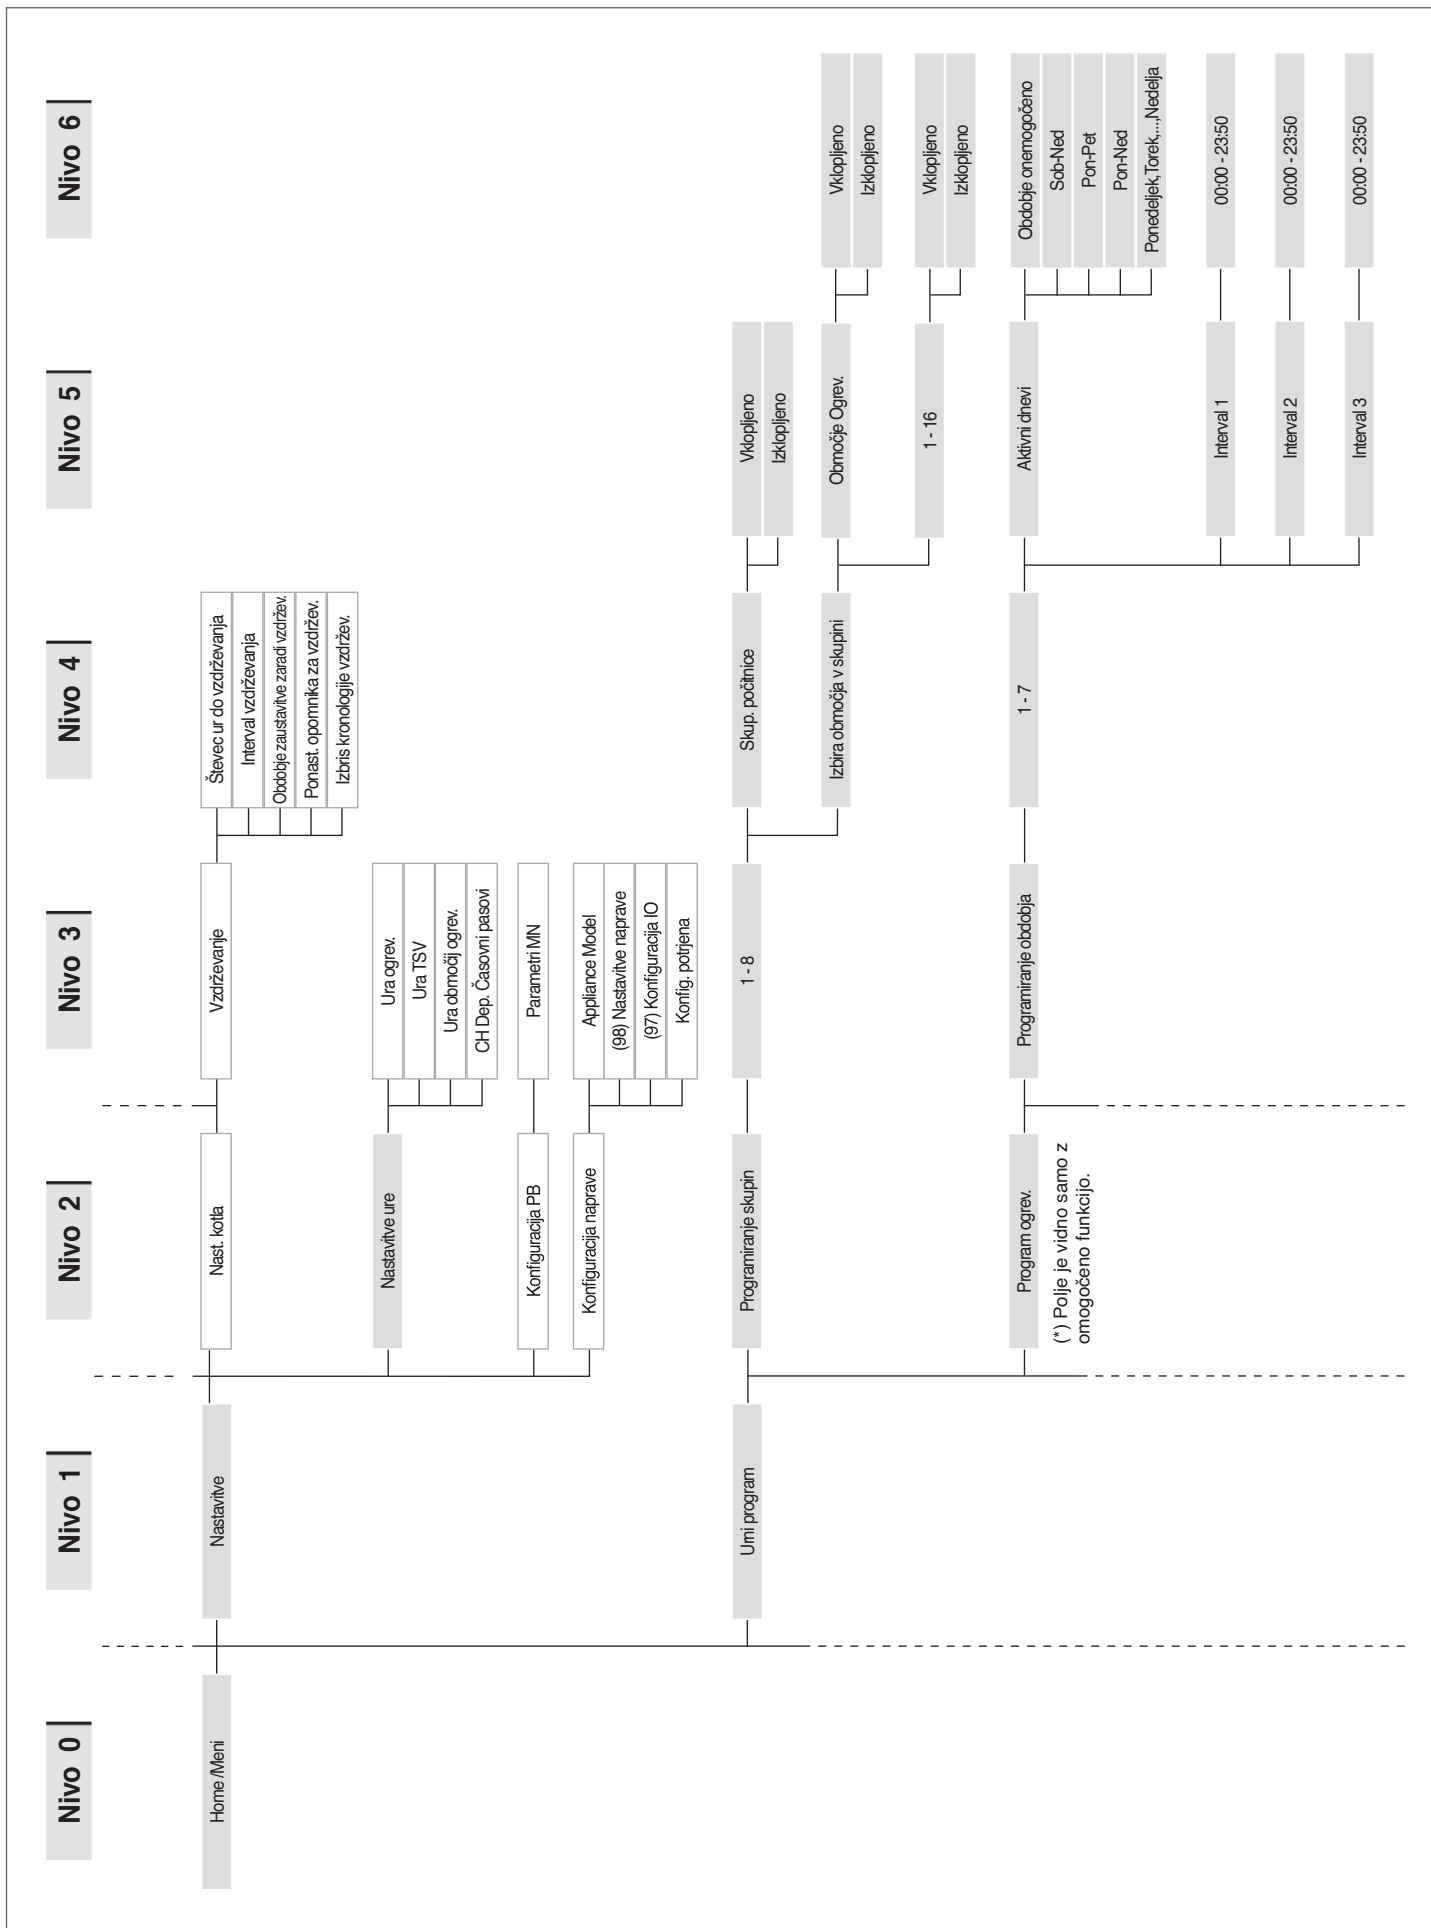 Nivo 0
Nivo 1
Nivo 2
Nivo 3
Nivo 4
Nivo 5
Nivo 6
Home /Meni
Nastavitve
Nast. kotla
Vzdrževanje
Števec ur do vzdrževanja
Interval vzdrževanja
Obdobje zaustavitve zaradi vzdržev.
Ponast. opomnika za vzdržev.
Izbris kronologije vzdržev.
Nastavitve ure
Ura ogrev.
Ura TSV
Ura območij ogrev.
CH Dep. Časovni pasovi
Konfiguracija PB
Parametri MN
Konfiguracija naprave
Appliance Model
(98) Nastavitve naprave
(97) Konfiguracija IO
Konfig. potrjena
Urni program
Programiranje skupin
1 - 8
Skup. počitnice
Vklopljeno
Izklopljeno
Izbira območja v skupini
Območje Ogrev.
Vklopljeno
Izklopljeno
1 - 16
Vklopljeno
Izklopljeno
Program ogrev.
(*) Polje je vidno samo z
omogočeno funkcijo.
Programiranje obdobja
1 - 7
Aktivni dnevi
Obdobje onemogočeno
Sob-Ned
Pon-Pet
Pon-Ned
Ponedeljek,Torek,...,Nedelja
Interval 1
00:00 - 23:50
Interval 2
00:00 - 23:50
Interval 3
00:00 - 23:50